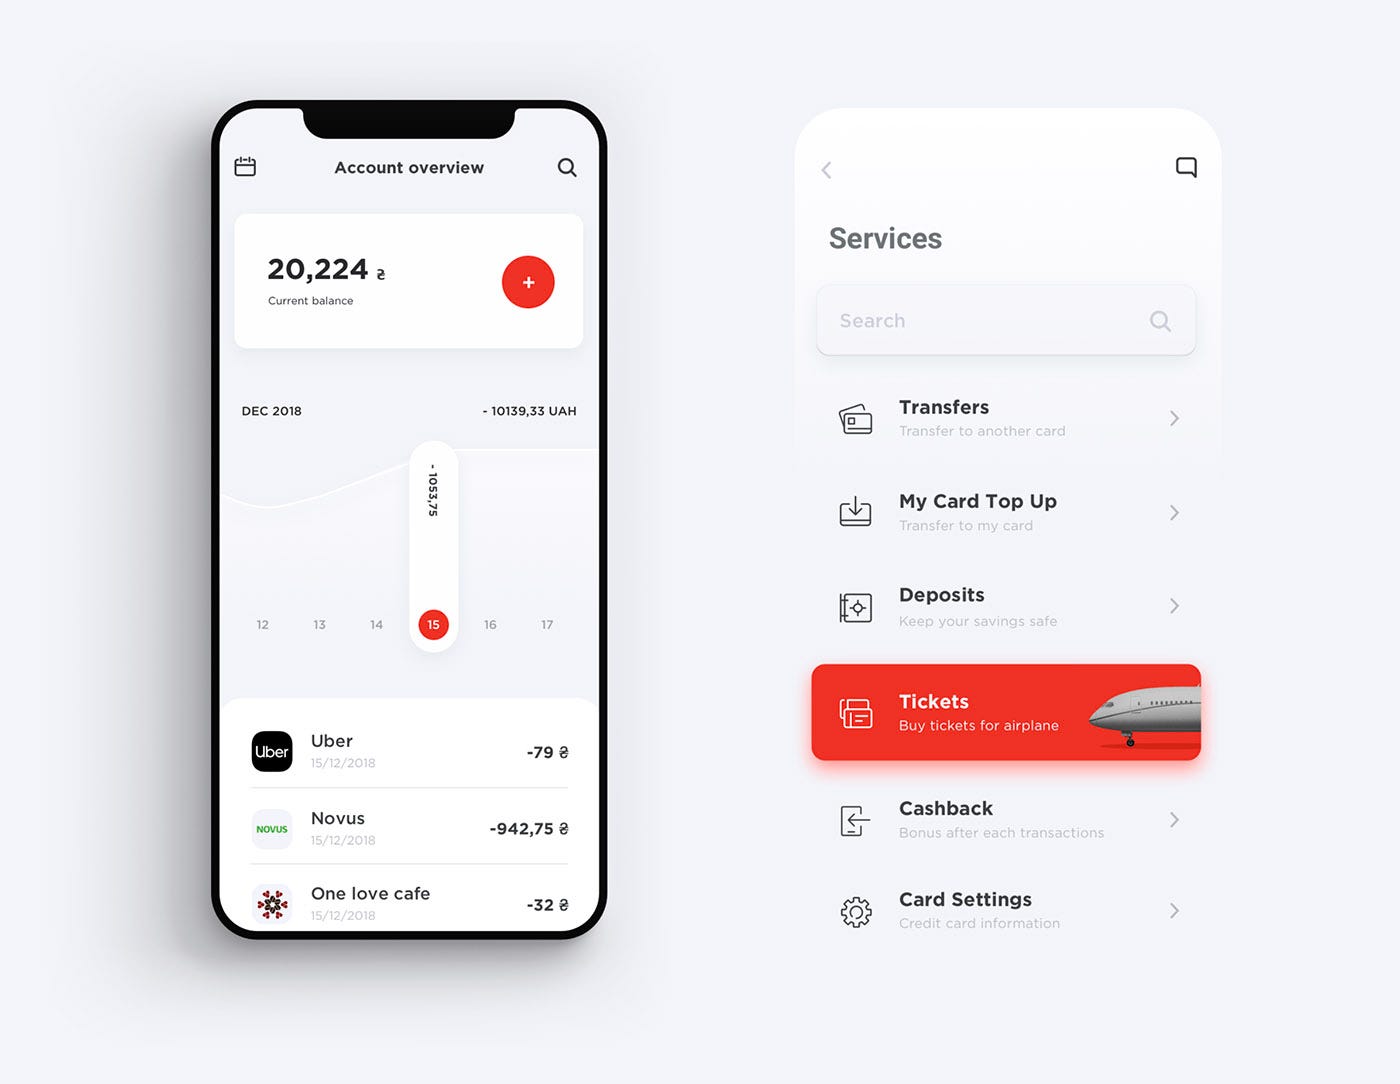 Account overview
20,224 ₴
Current balance
DEC 2018
- 10139,33 UAH
- 1053,75
12 13 14 15 16 17
Uber
Uber
15/12/2018
-79 ₴
NOVUS
Novus
15/12/2018
-942,75 ₴
One love cafe
15/12/2018
-32 ₴
Services
Search
Transfers
Transfer to another card
My Card Top Up
Transfer to my card
Deposits
Keep your savings safe
Tickets
Buy tickets for airplane
Cashback
Bonus after each transactions
Card Settings
Credit card information